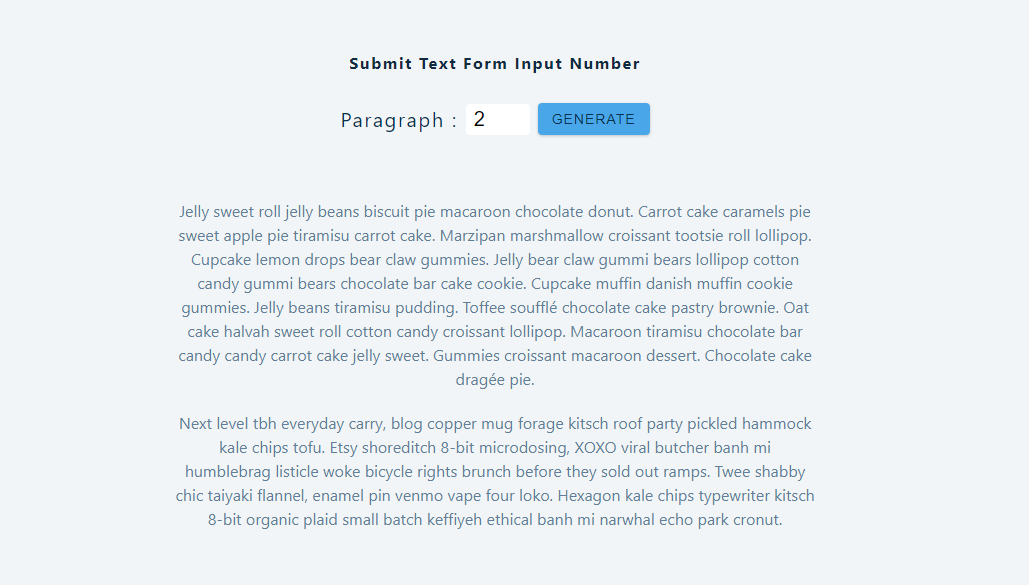 Submit Text Form Input Number
Paragraph : 2 GENERATE
Jelly sweet roll jelly beans biscuit pie macaroon chocolate donut. Carrot cake caramels pie
sweet apple pie tiramisu carrot cake. Marzipan marshmallow croissant tootsie roll lollipop.
Cupcake lemon drops bear claw gummies. Jelly bear claw gummi bears lollipop cotton
candy gummi bears chocolate bar cake cookie. Cupcake muffin danish muffin cookie
gummies. Jelly beans tiramisu pudding. Toffee soufflé chocolate cake pastry brownie. Oat
cake halvah sweet roll cotton candy croissant lollipop. Macaroon tiramisu chocolate bar
candy candy carrot cake jelly sweet. Gummies croissant macaroon dessert. Chocolate cake
dragée pie.
Next level tbh everyday carry, blog copper mug forage kitsch roof party pickled hammock
kale chips tofu. Etsy shoreditch 8-bit microdosing, XOXO viral butcher banh mi
humblebrag listicle woke bicycle rights brunch before they sold out ramps. Twee shabby
chic taiyaki flannel, enamel pin venmo vape four loko. Hexagon kale chips typewriter kitsch
8-bit organic plaid small batch keffiyeh ethical banh mi narwhal echo park cronut.